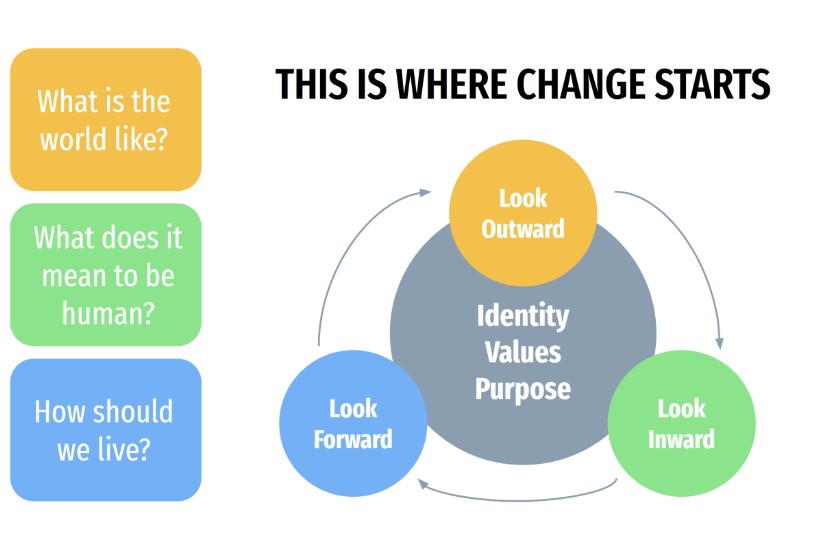 What is the
world like?
What does it
mean to be
human?
How should
we live?
THIS IS WHERE CHANGE STARTS
Look
Outward
Identity
Values
Purpose
Look
Forward
Look
Inward